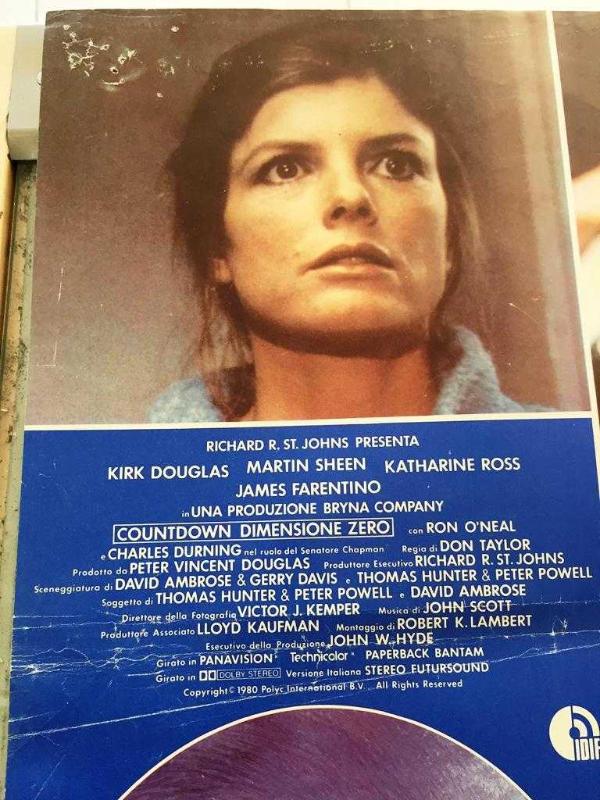 RICHARD R. ST. JOHNS PRESENTA
KIRK DOUGLAS MARTIN SHEEN KATHARINE ROSS
JAMES FARENTINO
in UNA PRODUZIONE BRYNA COMPANY
COUNTDOWN DIMENSIONE ZERO con RON O'NEAL
e CHARLES DURNING nel ruolo del Senatore Chapman Regia di DON TAYLOR
Prodotto da PETER VINCENT DOUGLAS Produttore Esecutivo RICHARD R. ST. JOHNS
Sceneggiatura di DAVID AMBROSE & GERRY DAVIS e THOMAS HUNTER & PETER POWELL
Soggetto di THOMAS HUNTER & PETER POWELL e DAVID AMBROSE
Direttore della Fotografia VICTOR J. KEMPER Musica di JOHN SCOTT
Produttore Associato LLOYD KAUFMAN Montaggio di ROBERT K. LAMBERT
Esecutivo della Produzione JOHN W. HYDE
Girato in PANAVISION® Technicolor® PAPERBACK BANTAM
Girato in DOLBY STEREO Versione Italiana STEREO FUTURSOUND
Copyright © 1980 Polyc International B.V. All Rights Reserved
IDIF